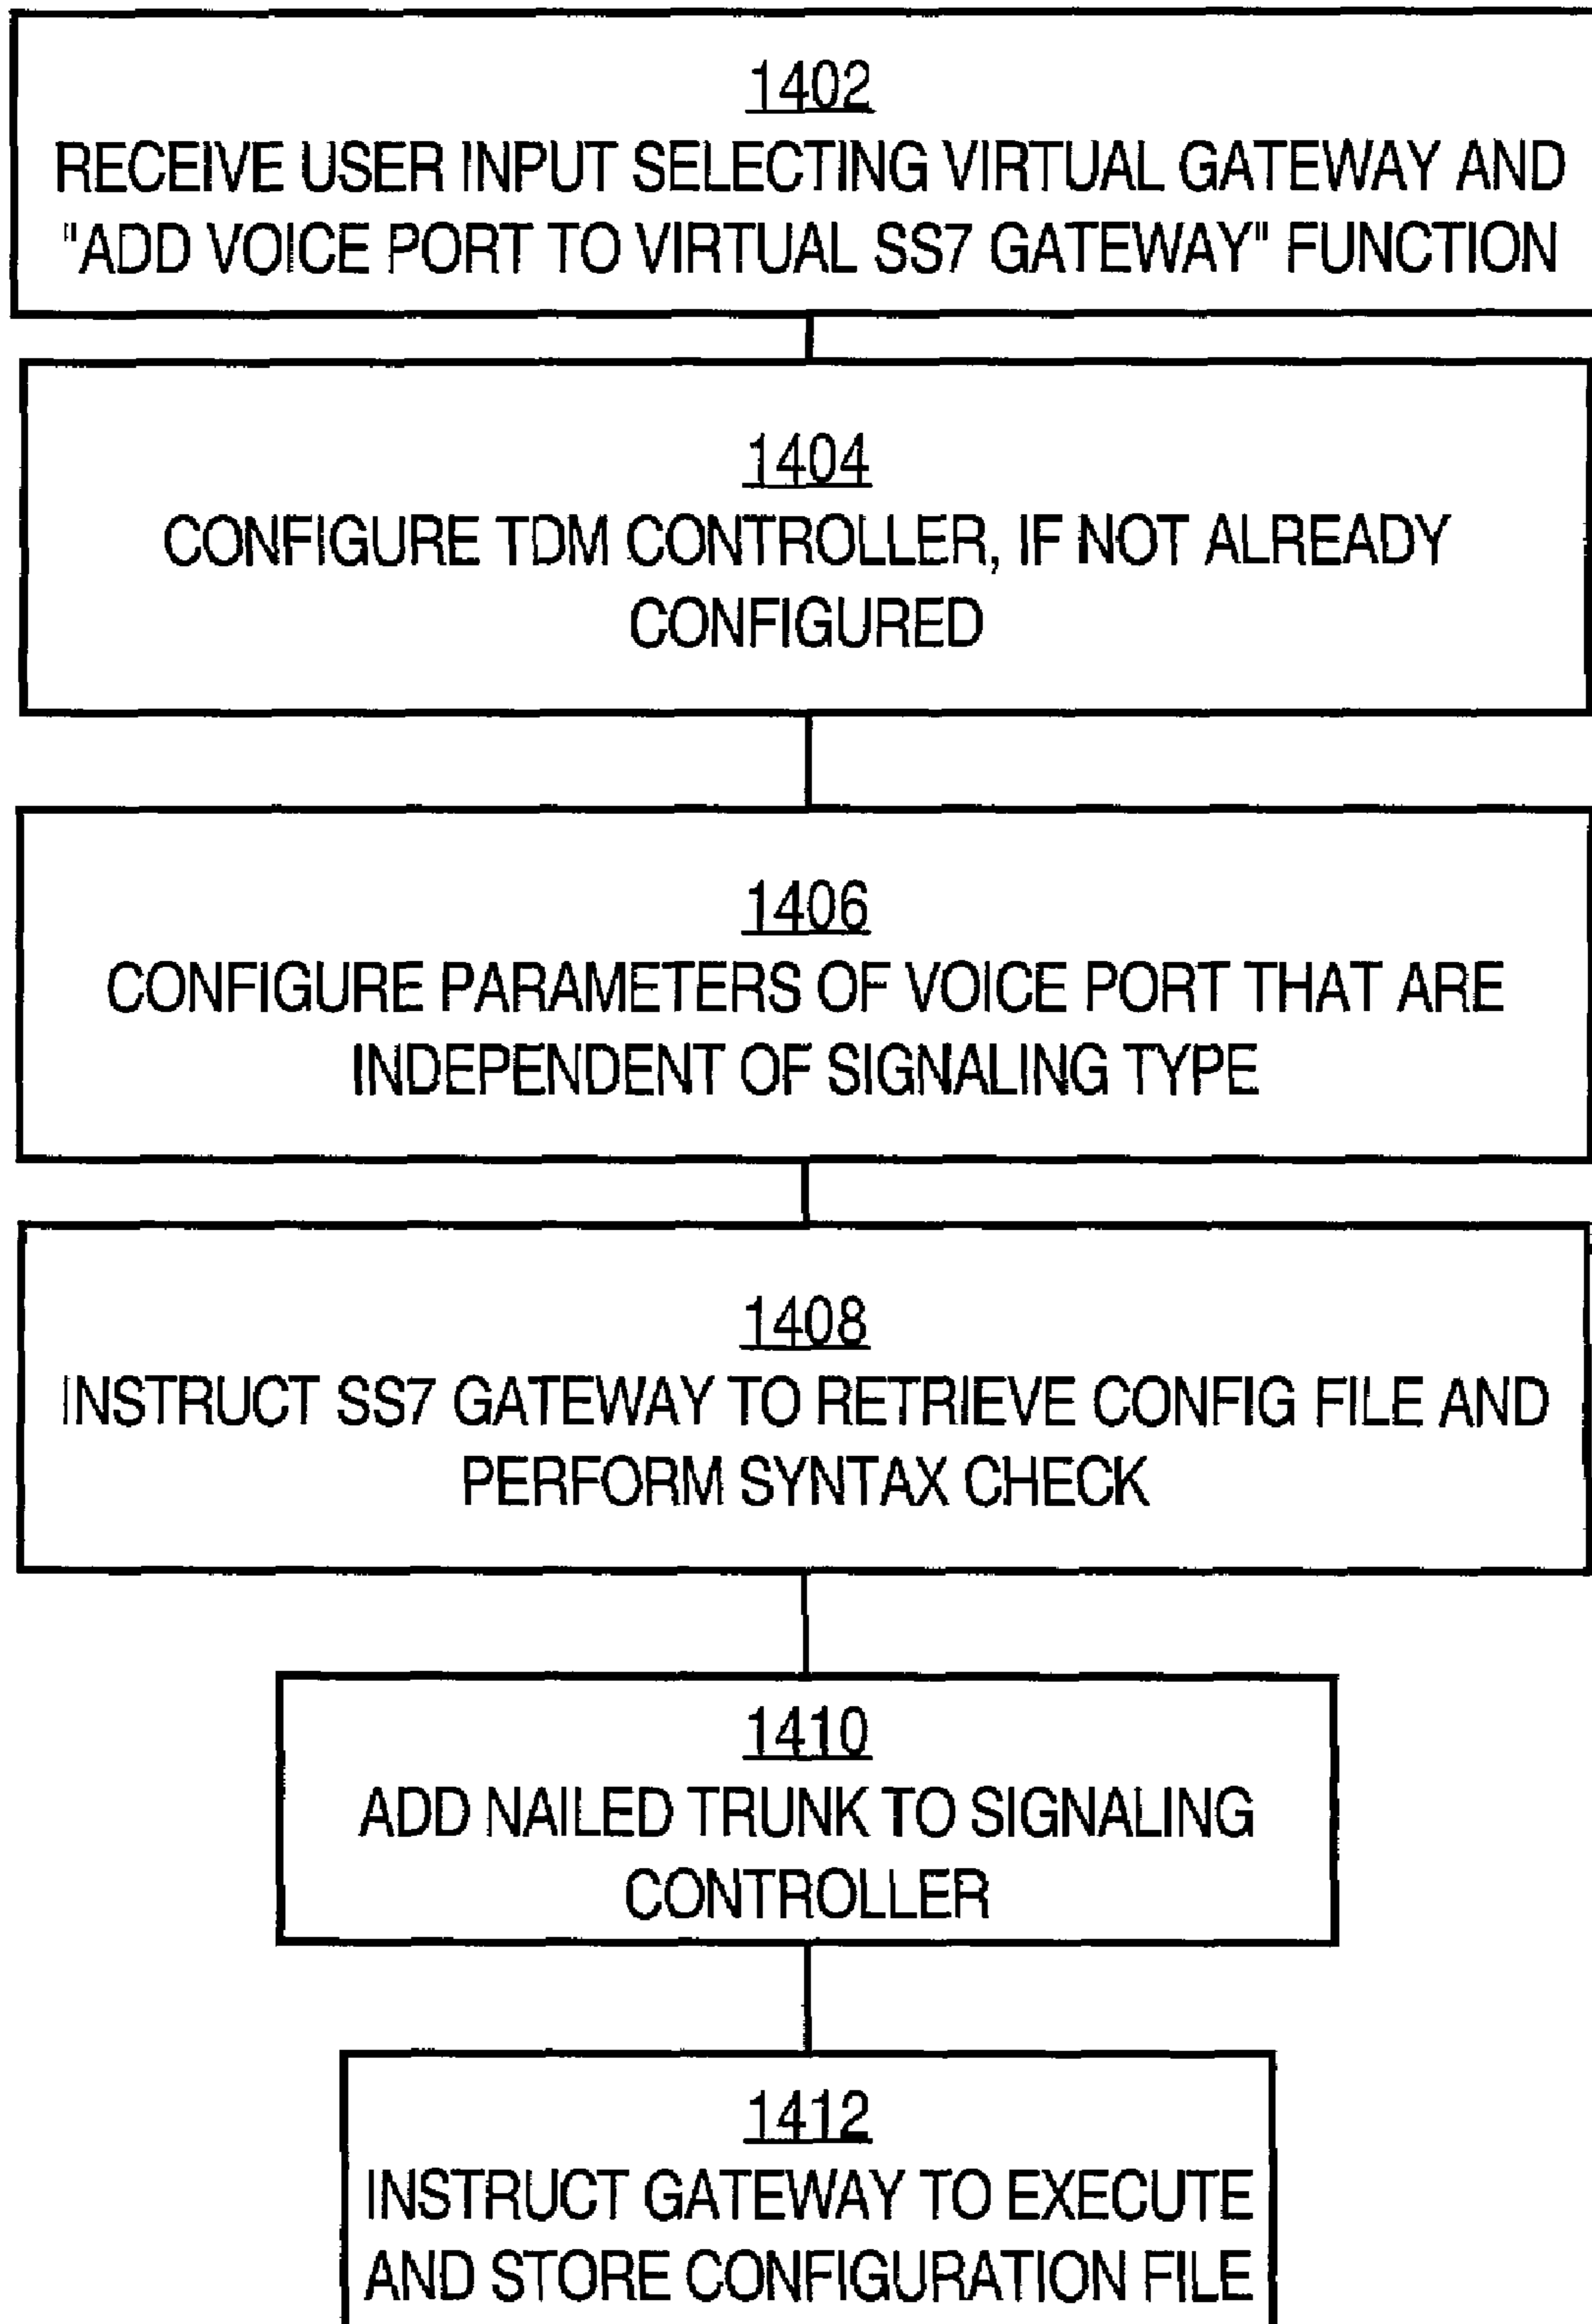 1402
RECEIVE USER INPUT SELECTING VIRTUAL GATEWAY AND
"ADD VOICE PORT TO VIRTUAL SS7 GATEWAY" FUNCTION
1404
CONFIGURE TDM CONTROLLER, IF NOT ALREADY
CONFIGURED
1406
CONFIGURE PARAMETERS OF VOICE PORT THAT ARE
INDEPENDENT OF SIGNALING TYPE
1408
INSTRUCT SS7 GATEWAY TO RETRIEVE CONFIG FILE AND
PERFORM SYNTAX CHECK
1410
ADD NAILED TRUNK TO SIGNALING
CONTROLLER
1412
INSTRUCT GATEWAY TO EXECUTE
AND STORE CONFIGURATION FILE